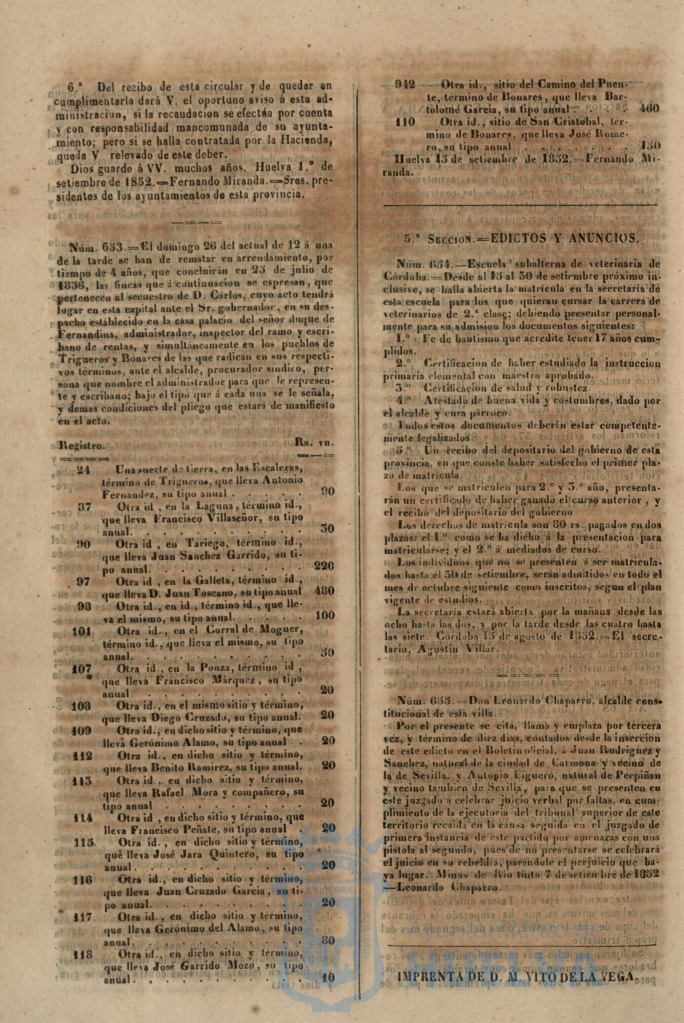 6.º Del recibo de esta circular y de quedar en
cumplimentarla dará V. el oportuno aviso á esta ad-
ministracion, si la recaudacion se efectúa por cuenta
y con responsabilidad mancomunada de su ayunta-
miento; pero si se halla contratada por la Hacienda,
queda V relevado de este deber.
Dios guarde á VV. muchos años. Huelva 1.º de
setiembre de 1852.=Fernando Miranda.=Sres. pre-
sidentes de los ayuntamientos de esta provincia.
Núm. 653.=El domingo 26 del actual de 12 á una
de la tarde se han de rematar en arrendamiento, por
tiempo de 4 años, que concluirán en 25 de julio de
1856, las fincas que á continuacion se espresan, que
pertenecen al secuestro de D. Cárlos, cuyo acto tendrá
lugar en esta capital ante el Sr. gobernador, en su des-
pacho establecido en la casa palacio del señor duque de
Fernandina, administrador, inspector del ramo y escri-
bano de rentas, y simultáneamente en los pueblos de
Trigueros y Bonares de las que radican en sus respecti-
vos términos, ante el alcalde, procurador síndico, per-
sona que nombre el administrador para que le represen-
te y escribano; bajo el tipo que á cada una se le señala,
y demas condiciones del pliego que estará de manifiesto
en el acto.
Registro. Rs. vn.
24 Una suerte de tierra, en las Escaleras,
término de Trigueros, que lleva Antonio
Fernandez, su tipo anual . . . . . 90
87 Otra id , en la Laguna, término id.,
que lleva Francisco Villaseñor, su tipo
anual. . . . . . . . . 50
90 Otra id , en Tariego, término id.,
que lleva Juan Sanchez Garrido, su ti-
po anual. . . . . . . . 220
97 Otra id , en la Galleta, término id.,
que lleva D. Juan Toscano, su tipo anual 480
98 Otra id., en id., término id., que lle-
va el mismo, su tipo anual. . . . . 100
101 Otra id., en el Corral de Moguer,
término id., que lleva el mismo, su tipo
anual. . . . . . . . . 50
107 Otra id., en la Ponza, término id ,
que lleva Francisco Márquez, su tipo
anual . . . . . . . . 20
108 Otra id., en el mismo sitio y término,
que lleva Diego Cruzado, su tipo anual. 20
109 Otra id., en dicho sitio y término, que
lleva Gerónimo Alamo, su tipo anual . 20
112 Otra id., en dicho sitio y término,
que lleva Benito Ramirez, su tipo anual. 20
113 Otra id., en dicho sitio y término,
que lleva Rafael Mora y compañero, su
tipo anual . . . . . . . 20
114 Otra id , en dicho sitio y término, que
lleva Francisco Peñate, su tipo anual . 20
115. Otra id., en dicho sitio y término,
que lleva José Jara Quintero, su tipo
anual. . . . . . . . . 20
116 Otra id., en dicho sitio y término,
que lleva Juan Cruzado Garcia, su ti-
po anual. . . . . . . . 20
117 Otra id., en dicho sitio y término,
que lleva Gerónimo del Alamo, su tipo
anual . . . . . . . . 80
118 Otra id., en dicho sitio y término,
que lleva José Garrido Mozo, su tipo
anual . . . . . . . . 40
942 Otra id., sitio del Camino del Puen-
te, término de Bonares, que lleva Bar-
tolomé Garcia, su tipo anual . . . 460
110 Otra id., sitio de San Cristobal, tér-
mino de Bonares, que lleva José Rome-
ro, su tipo anual . . . . . . 150
Huelva 15 de setiembre de 1852.=Fernando Mi-
randa.
5.ª SECCION.=EDICTOS Y ANUNCIOS.
Núm. 654.=Escuela subalterna de veterinaria de
Córdoba.=Desde al 15 al 30 de setiembre próximo in-
clusive, se halla abierta la matrícula en la secretaria de
esta escuela para los que quieran cursar la carrera de
veterinarios de 2.ª clase; debiendo presentar personal-
mente para su admision los documentos siguientes:
1.º Fe de bautismo que acredite tener 17 años cum-
plidos.
2.º Certificacion de haber estudiado la instruccion
primaria elemental con maestro aprobado.
3.º Certificacion de salud y robustez.
4.º Atestado de buena vida y costumbres, dado por
el alcalde y cura párroco.
Todos estos documentos deberán estar competente-
mente legalizados.
5.º Un recibo del depositario del gobierno de esta
provincia, en que conste haber satisfecho el primer pla-
zo de matrícula.
Los que se matriculen para 2.º y 3.º año, presenta-
rán un certificado de haber ganado el curso anterior , y
el recibo del depositario del gobierno
Los derechos de matrícula son 80 rs. pagados en dos
plazos: el 1.º como se ha dicho á la presentacion para
matricularse; y el 2.º á mediados de curso.
Los individuos que no se presenten á ser matricula-
dos hasta el 30 de setiembre, serán admitidos en todo el
mes de octubre siguiente como inscritos, segun el plan
vigente de estudios.
La secretaria estará abierta por la mañana desde las
ocho hasta las dos, y por la tarde desde las cuatro hasta
las siete. Córdoba 15 de agosto de 1852.=El secre-
tario, Agustin Villar.
Núm. 655.=Don Leonardo Chaparro, alcalde cons-
titucional de esta villa.
Por el presente se cita, llama y emplaza por tercera
vez, y término de diez dias, contados desde la insercion
de este edicto en el Boletin oficial, á Juan Rodriguez y
Sanchez, natural de la ciudad de Carmona y vecino de
la de Sevilla, y Antonio Figueró, natural de Perpiñan
y vecino tambien de Sevilla, para que se presenten en
este juzgado á celebrar juicio verbal por faltas, en cum-
plimiento de la ejecutoria del tribunal superior de este
territorio recaida en la causa seguida en el juzgado de
primera instancia de este partido por amenazas con una
pistola al segundo, pues de no presentarse se celebrará
el juicio en su rebeldia, parándole el perjuicio que ha-
ya lugar. Minas de Rio tinto 7 de setiembre de 1852
=Leonardo Chaparro.
IMPRENTA DE D. M. VITO DE LA VEGA.
HUELVA